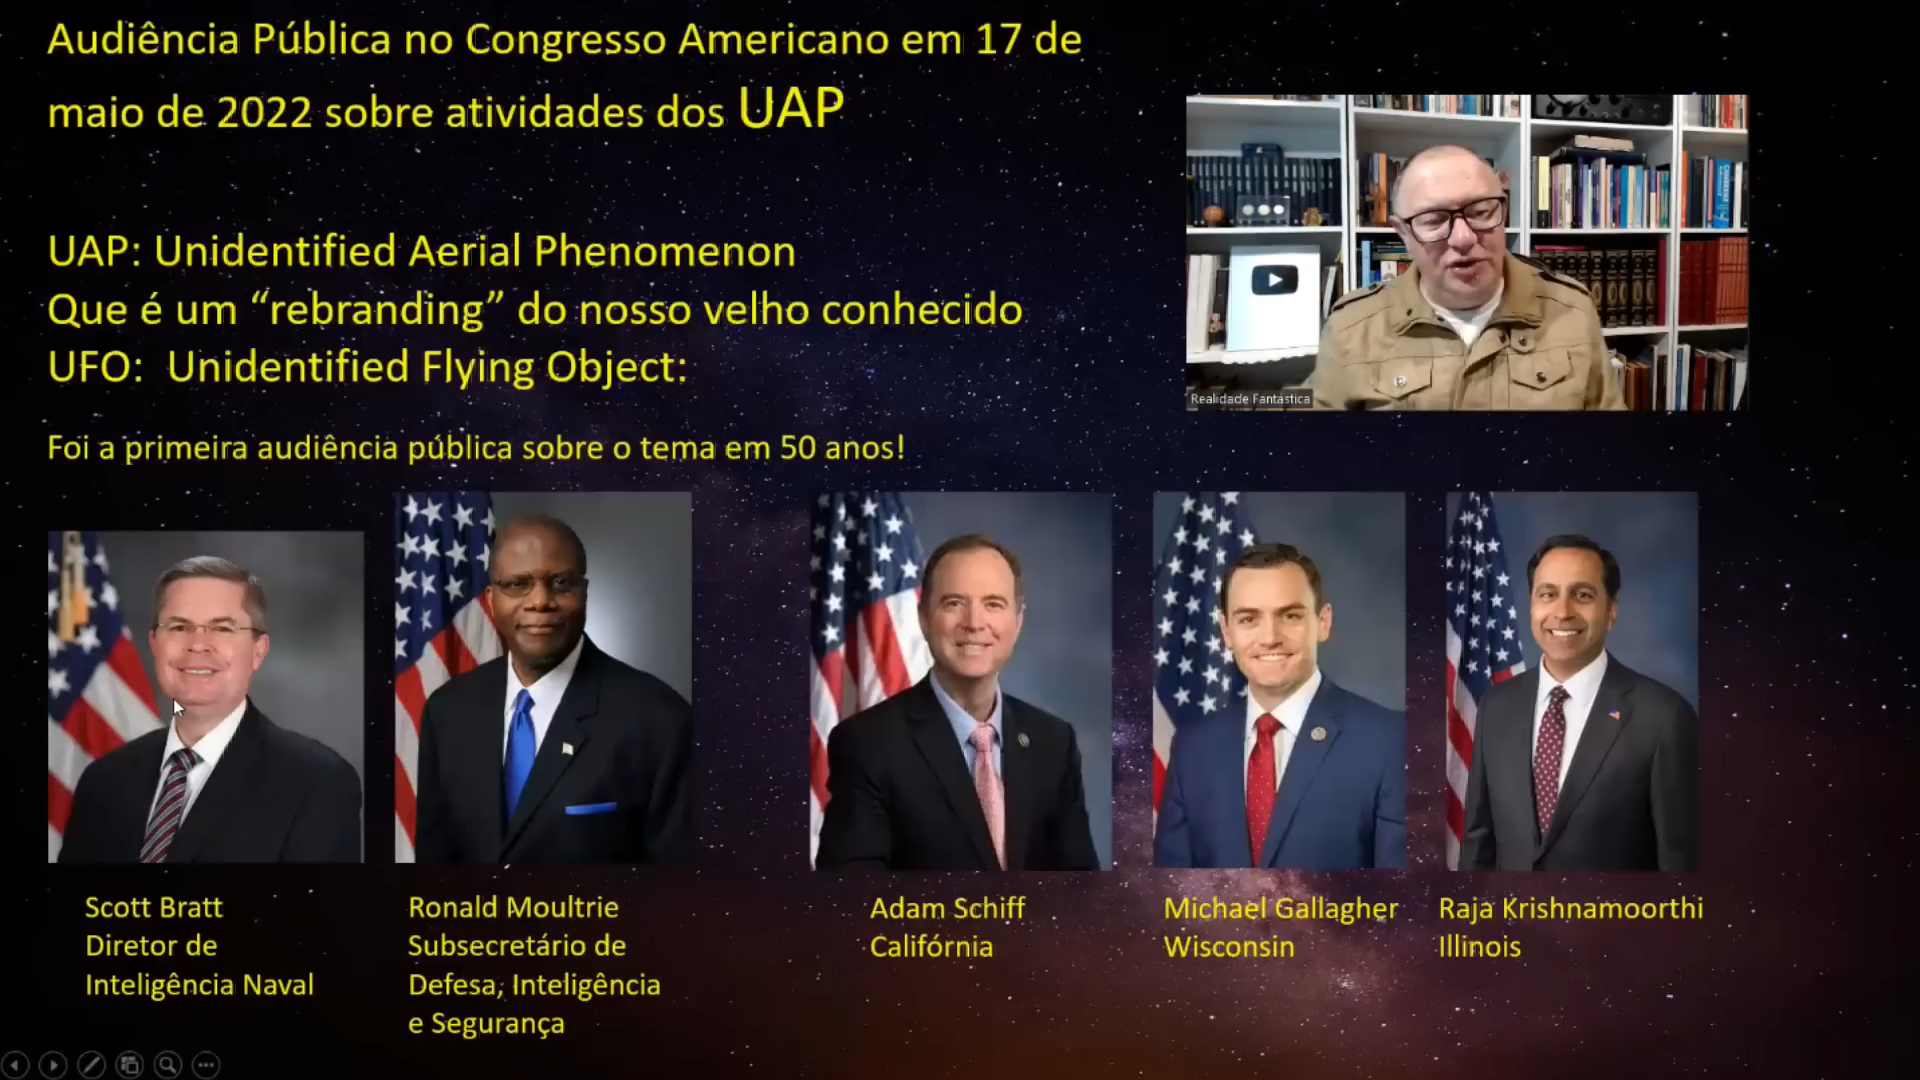 Audiência Pública no Congresso Americano em 17 de
maio de 2022 sobre atividades dos UAP
UAP: Unidentified Aerial Phenomenon
Que é um “rebranding” do nosso velho conhecido
UFO: Unidentified Flying Object:
Foi a primeira audiência pública sobre o tema em 50 anos!
Realidade Fantástica
Scott Bratt
Diretor de
Inteligência Naval
Ronald Moultrie
Subsecretário de
Defesa, Inteligência
e Segurança
Adam Schiff
Califórnia
Michael Gallagher
Wisconsin
Raja Krishnamoorthi
Illinois